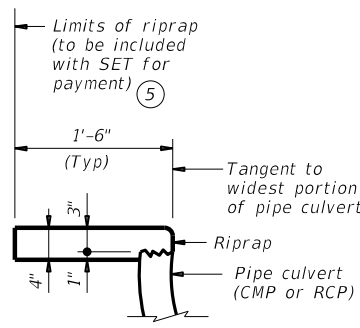 Limits of riprap
(to be included
with SET for
payment) 5
1'-6"
(Typ)
Tangent to
widest portion
of pipe culvert
3"
Riprap
4"
1"
Pipe culvert
(CMP or RCP)